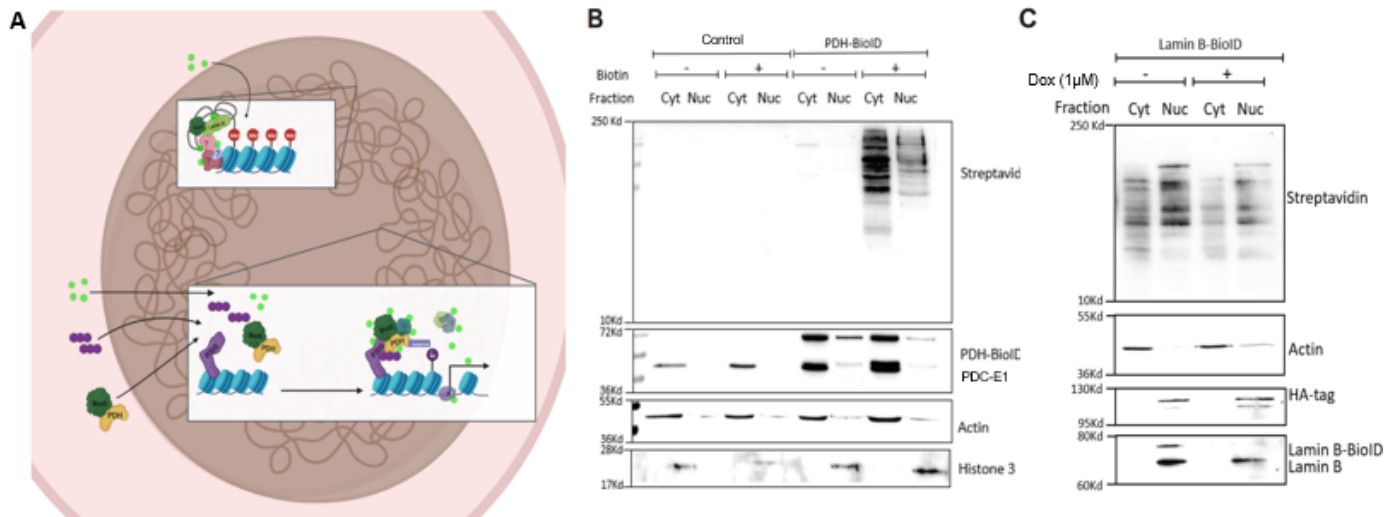 A
PDH
PDH
B
Control
PDH-BioID
Biotin - + - +
Fraction Cyt Nuc Cyt Nuc Cyt Nuc Cyt Nuc
250 Kd
Streptavid
10Kd
72Kd
PDH-BioID
PDC-E1
36Kd
55Kd
Actin
36Kd
28Kd
Histone 3
17Kd
C
Lamin B-BioID
Dox (1µM) - +
Fraction Cyt Nuc Cyt Nuc
250 Kd
Streptavidin
10Kd
55Kd
Actin
36Kd
130Kd
HA-tag
95Kd
80Kd
Lamin B-BioID
Lamin B
60Kd